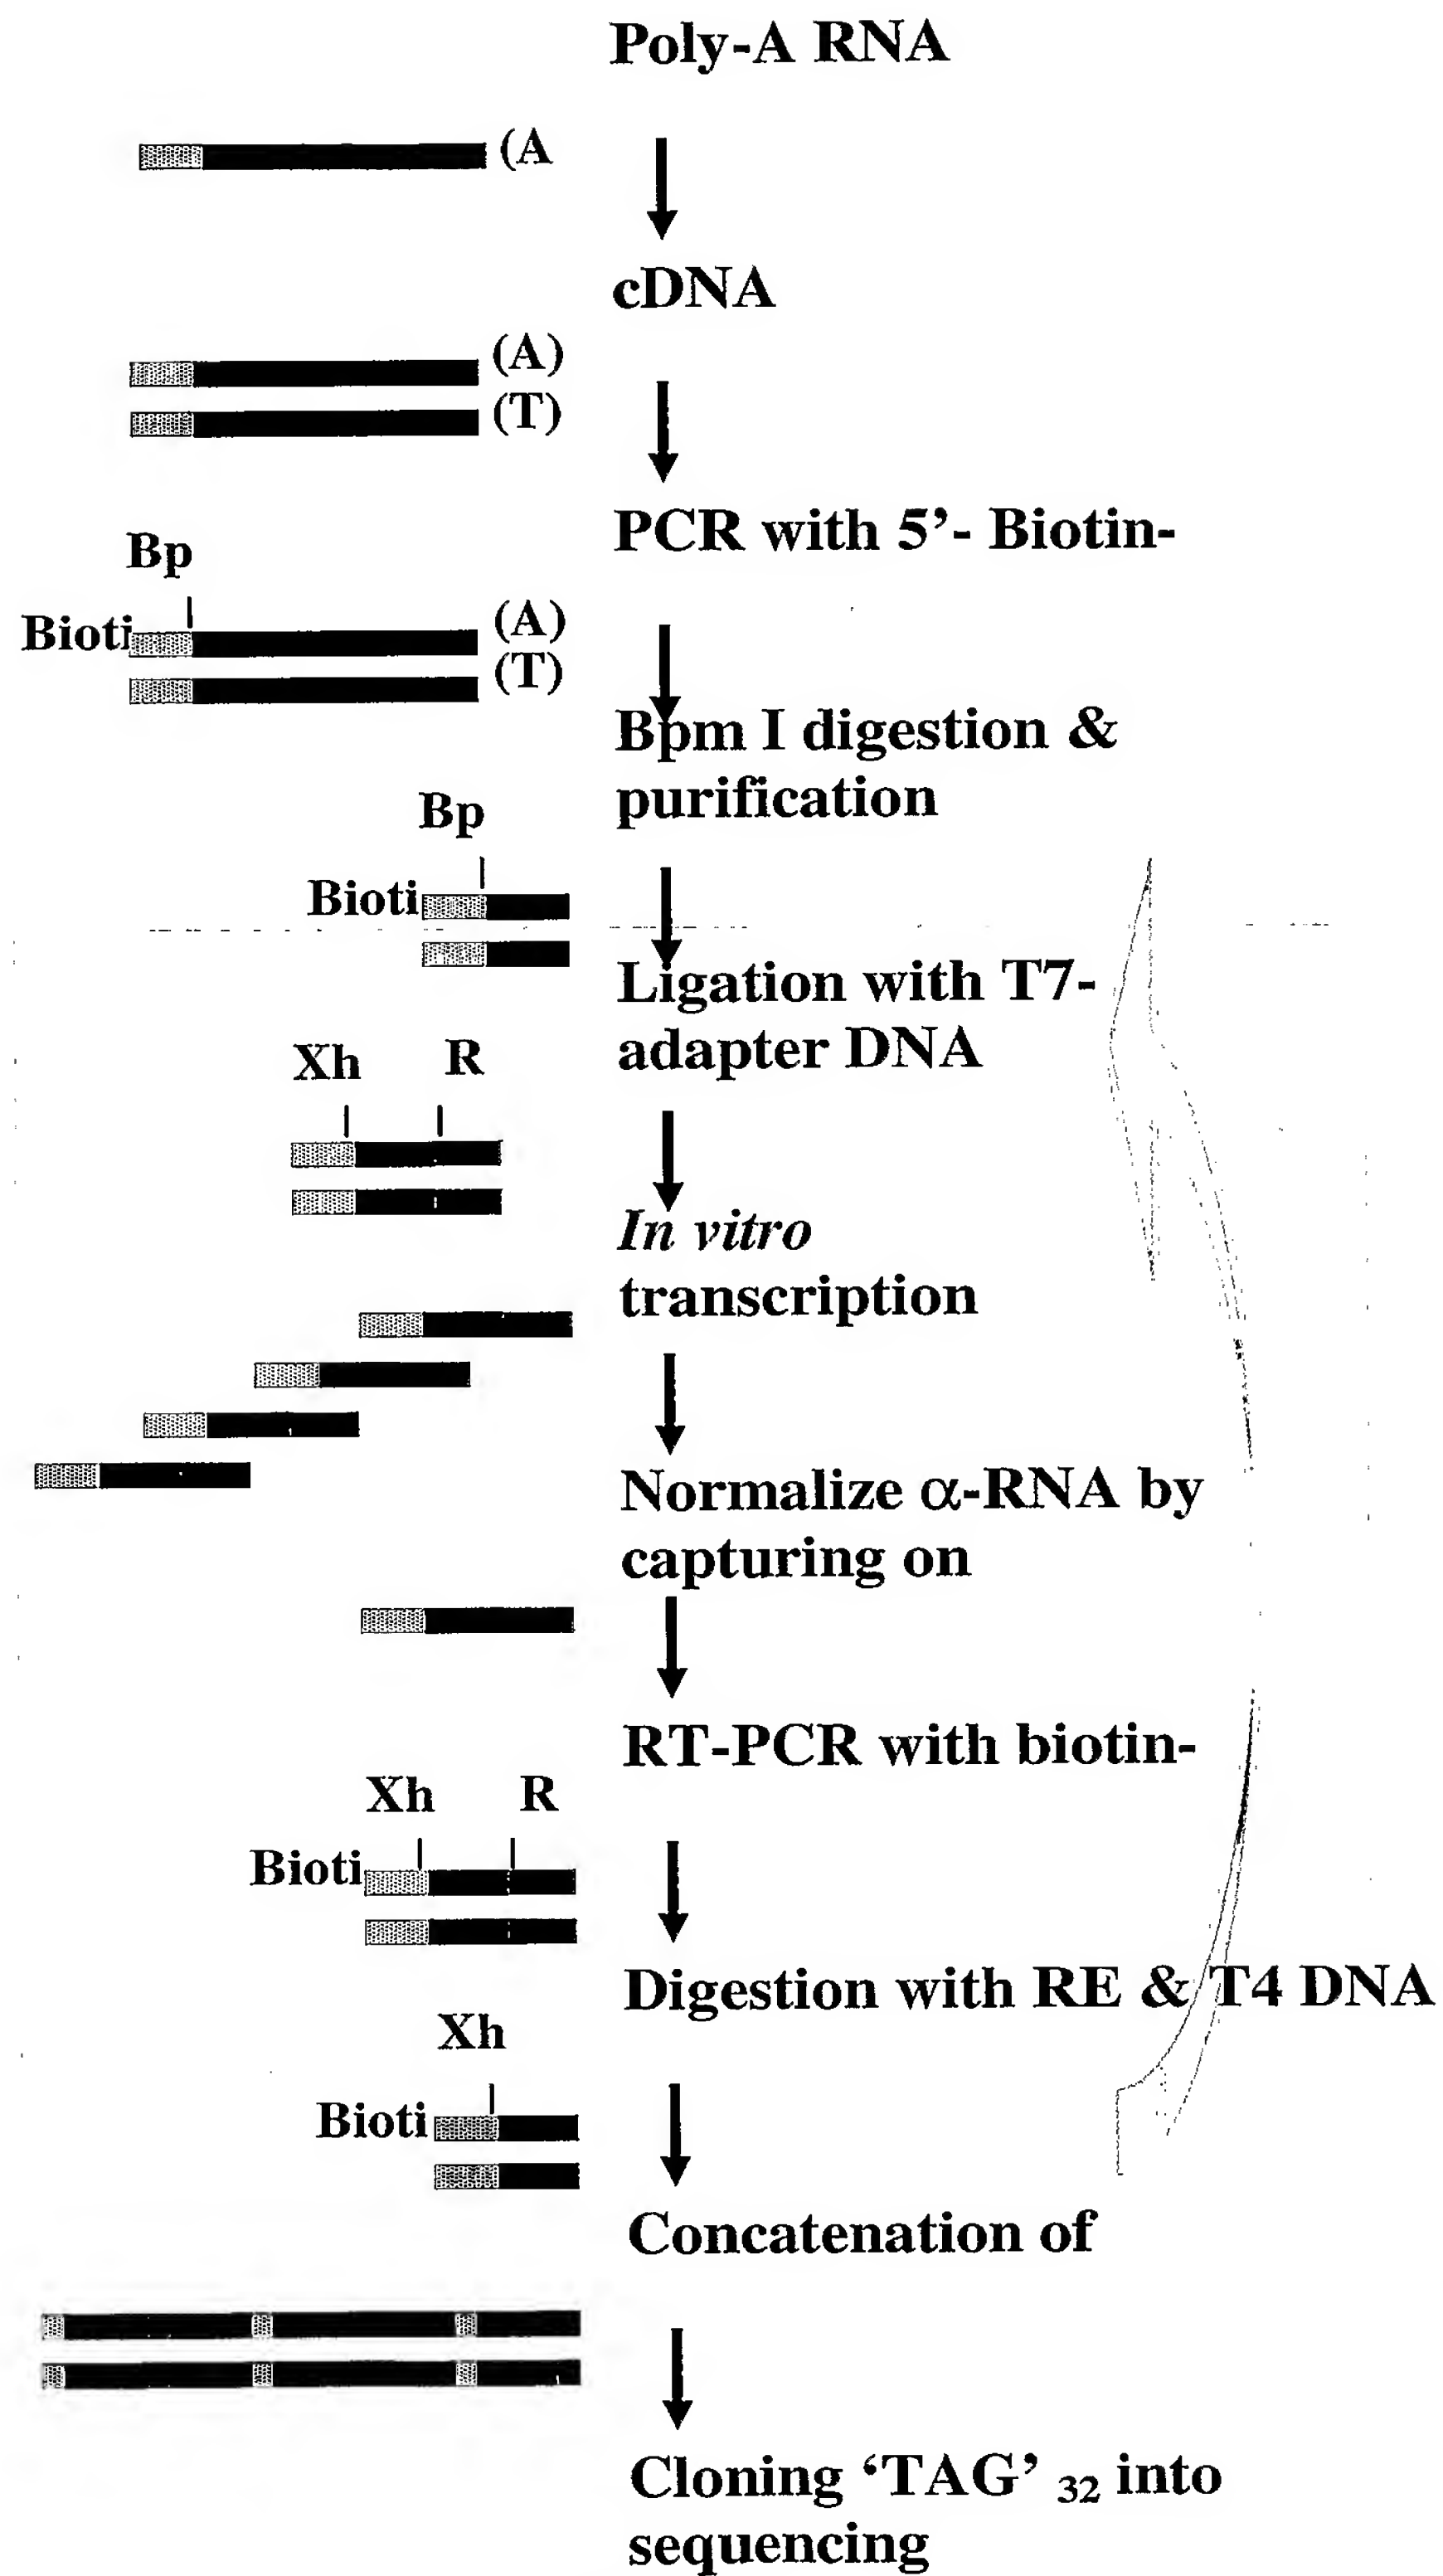 Poly-A RNA
(A
cDNA
(A)
(T)
PCR with 5’- Biotin-
Bp
Bioti
(A)
(T)
Bpm I digestion &
purification
Bp
Bioti
Ligation with T7-
adapter DNA
Xh R
In vitro
transcription
Normalize α-RNA by
capturing on
RT-PCR with biotin-
Xh R
Bioti
Digestion with RE & T4 DNA
Xh
Bioti
Concatenation of
Cloning ‘TAG’ 32 into
sequencing